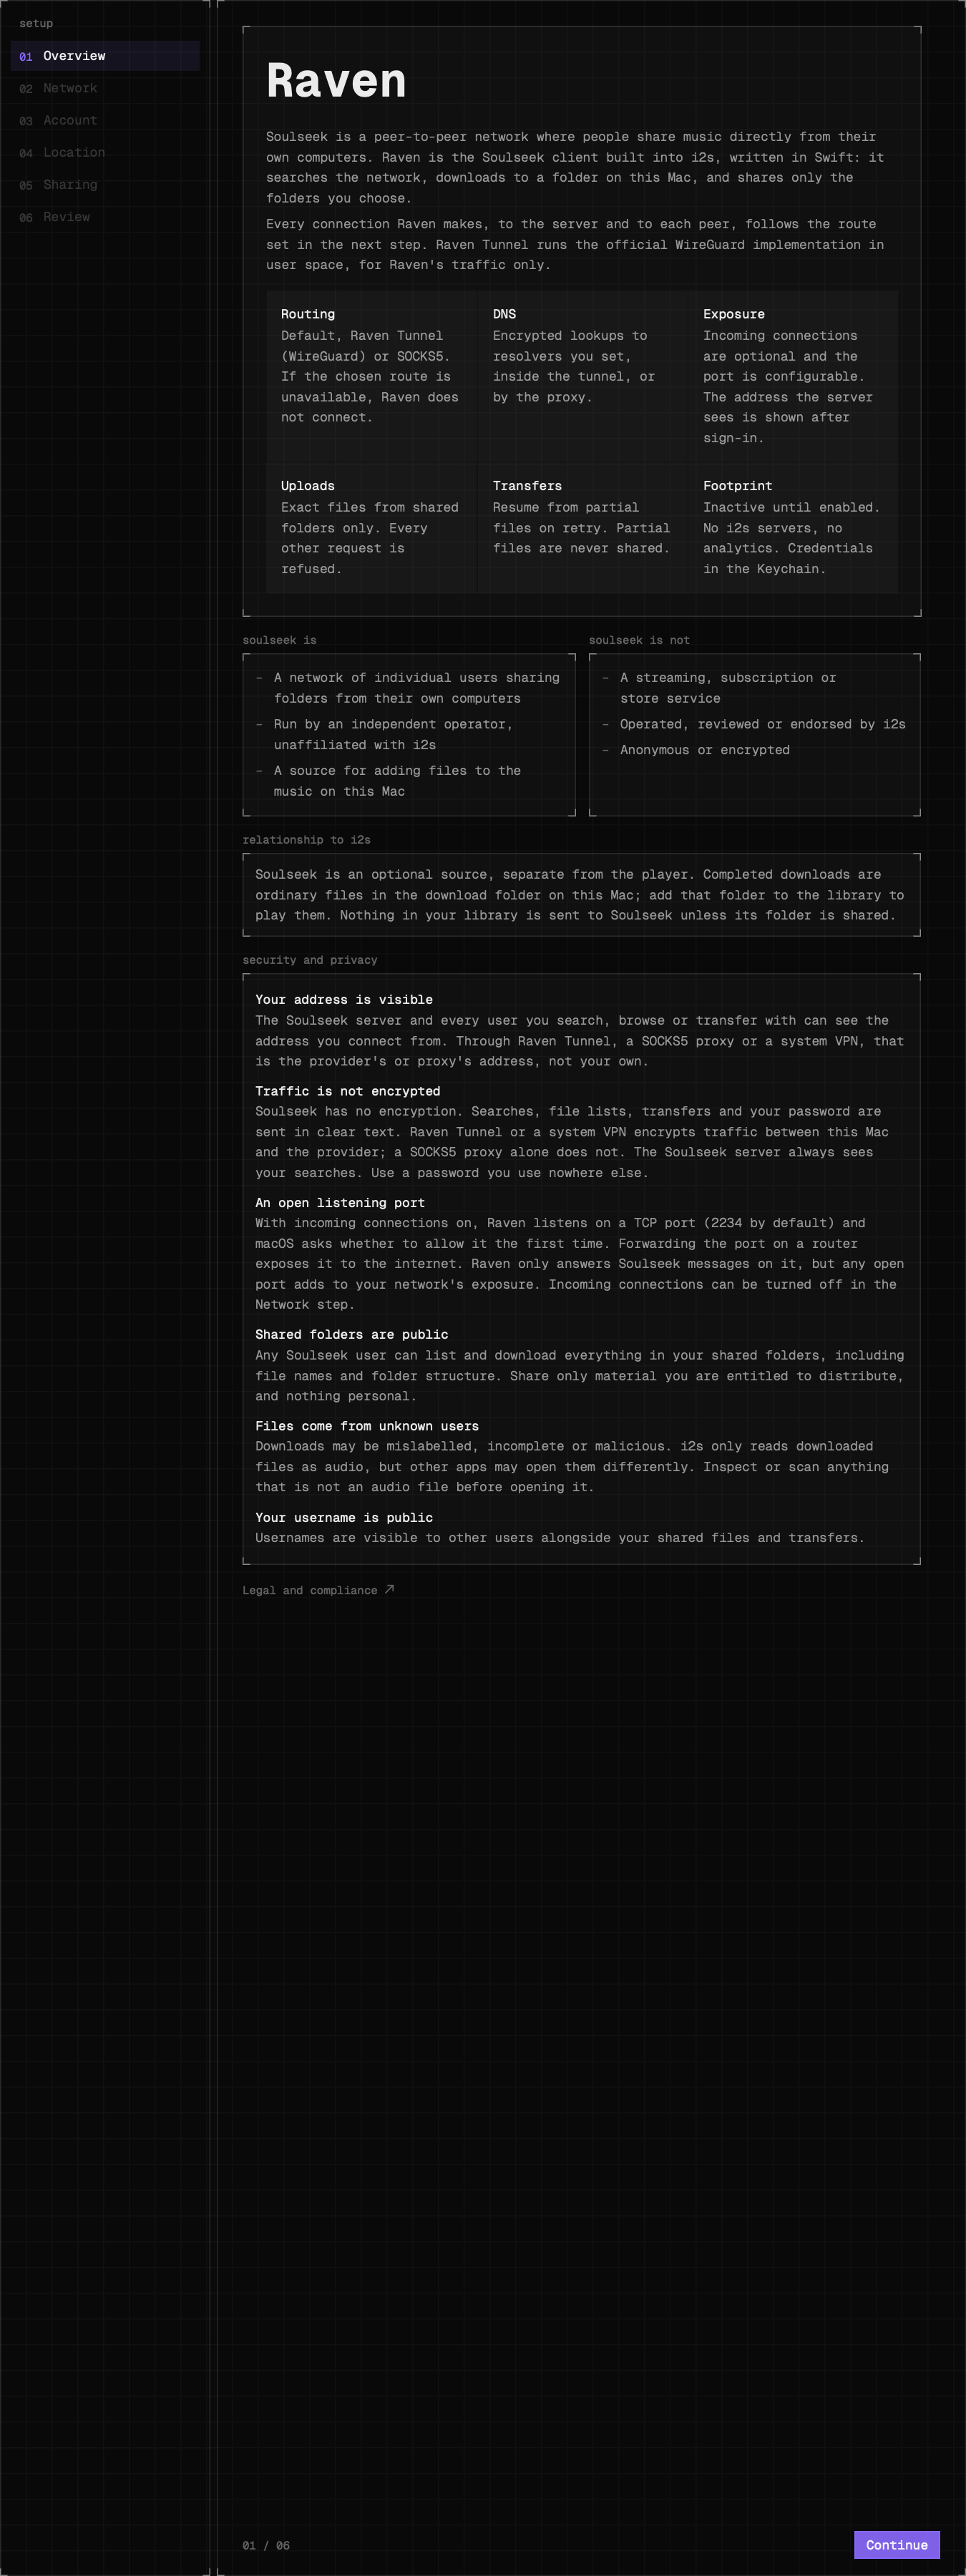 setup
01 Overview
02 Network
03 Account
04 Location
05 Sharing
06 Review
Raven
Soulseek is a peer-to-peer network where people share music directly from their
own computers. Raven is the Soulseek client built into i2s, written in Swift: it
searches the network, downloads to a folder on this Mac, and shares only the
folders you choose.
Every connection Raven makes, to the server and to each peer, follows the route
set in the next step. Raven Tunnel runs the official WireGuard implementation in
user space, for Raven's traffic only.
Routing
Default, Raven Tunnel
(WireGuard) or SOCKS5.
If the chosen route is
unavailable, Raven does
not connect.
DNS
Encrypted lookups to
resolvers you set,
inside the tunnel, or
by the proxy.
Exposure
Incoming connections
are optional and the
port is configurable.
The address the server
sees is shown after
sign-in.
Uploads
Exact files from shared
folders only. Every
other request is
refused.
Transfers
Resume from partial
files on retry. Partial
files are never shared.
Footprint
Inactive until enabled.
No i2s servers, no
analytics. Credentials
in the Keychain.
soulseek is
– A network of individual users sharing
folders from their own computers
– Run by an independent operator,
unaffiliated with i2s
– A source for adding files to the
music on this Mac
soulseek is not
– A streaming, subscription or
store service
– Operated, reviewed or endorsed by i2s
– Anonymous or encrypted
relationship to i2s
Soulseek is an optional source, separate from the player. Completed downloads are
ordinary files in the download folder on this Mac; add that folder to the library to
play them. Nothing in your library is sent to Soulseek unless its folder is shared.
security and privacy
Your address is visible
The Soulseek server and every user you search, browse or transfer with can see the
address you connect from. Through Raven Tunnel, a SOCKS5 proxy or a system VPN, that
is the provider's or proxy's address, not your own.
Traffic is not encrypted
Soulseek has no encryption. Searches, file lists, transfers and your password are
sent in clear text. Raven Tunnel or a system VPN encrypts traffic between this Mac
and the provider; a SOCKS5 proxy alone does not. The Soulseek server always sees
your searches. Use a password you use nowhere else.
An open listening port
With incoming connections on, Raven listens on a TCP port (2234 by default) and
macOS asks whether to allow it the first time. Forwarding the port on a router
exposes it to the internet. Raven only answers Soulseek messages on it, but any open
port adds to your network's exposure. Incoming connections can be turned off in the
Network step.
Shared folders are public
Any Soulseek user can list and download everything in your shared folders, including
file names and folder structure. Share only material you are entitled to distribute,
and nothing personal.
Files come from unknown users
Downloads may be mislabelled, incomplete or malicious. i2s only reads downloaded
files as audio, but other apps may open them differently. Inspect or scan anything
that is not an audio file before opening it.
Your username is public
Usernames are visible to other users alongside your shared files and transfers.
Legal and compliance ↗
01 / 06
Continue